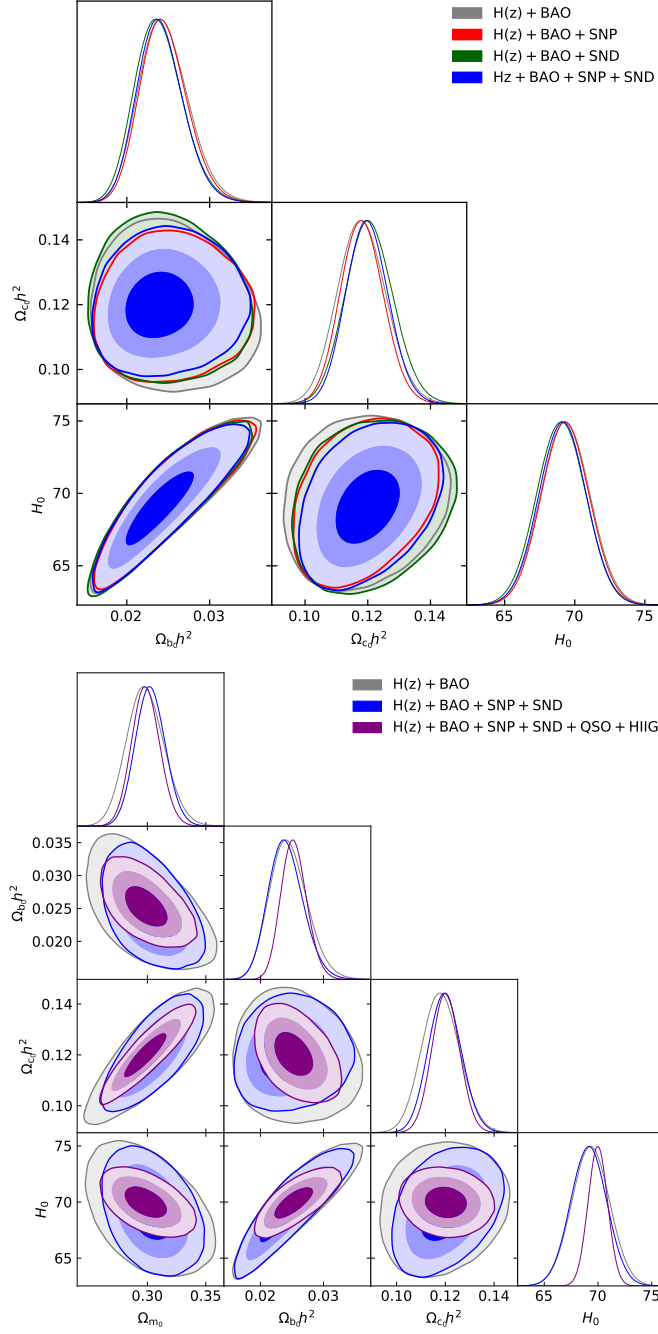 H(z) + BAO
H(z) + BAO + SNP
H(z) + BAO + SND
Hz + BAO + SNP + SND
0.14
0.12
0.10
Ω_{c_0}h^2
75
70
65
H_0
0.02 0.03
0.10 0.12 0.14
65 70 75
Ω_{b_0}h^2
Ω_{c_0}h^2
H_0
H(z) + BAO
H(z) + BAO + SNP + SND
H(z) + BAO + SNP + SND + QSO + HIIG
0.035
0.030
0.025
0.020
Ω_{b_0}h^2
0.14
0.12
0.10
Ω_{c_0}h^2
75
70
65
H_0
0.30 0.35
0.02 0.03
0.10 0.12 0.14
65 70 75
Ω_{m_0}
Ω_{b_0}h^2
Ω_{c_0}h^2
H_0